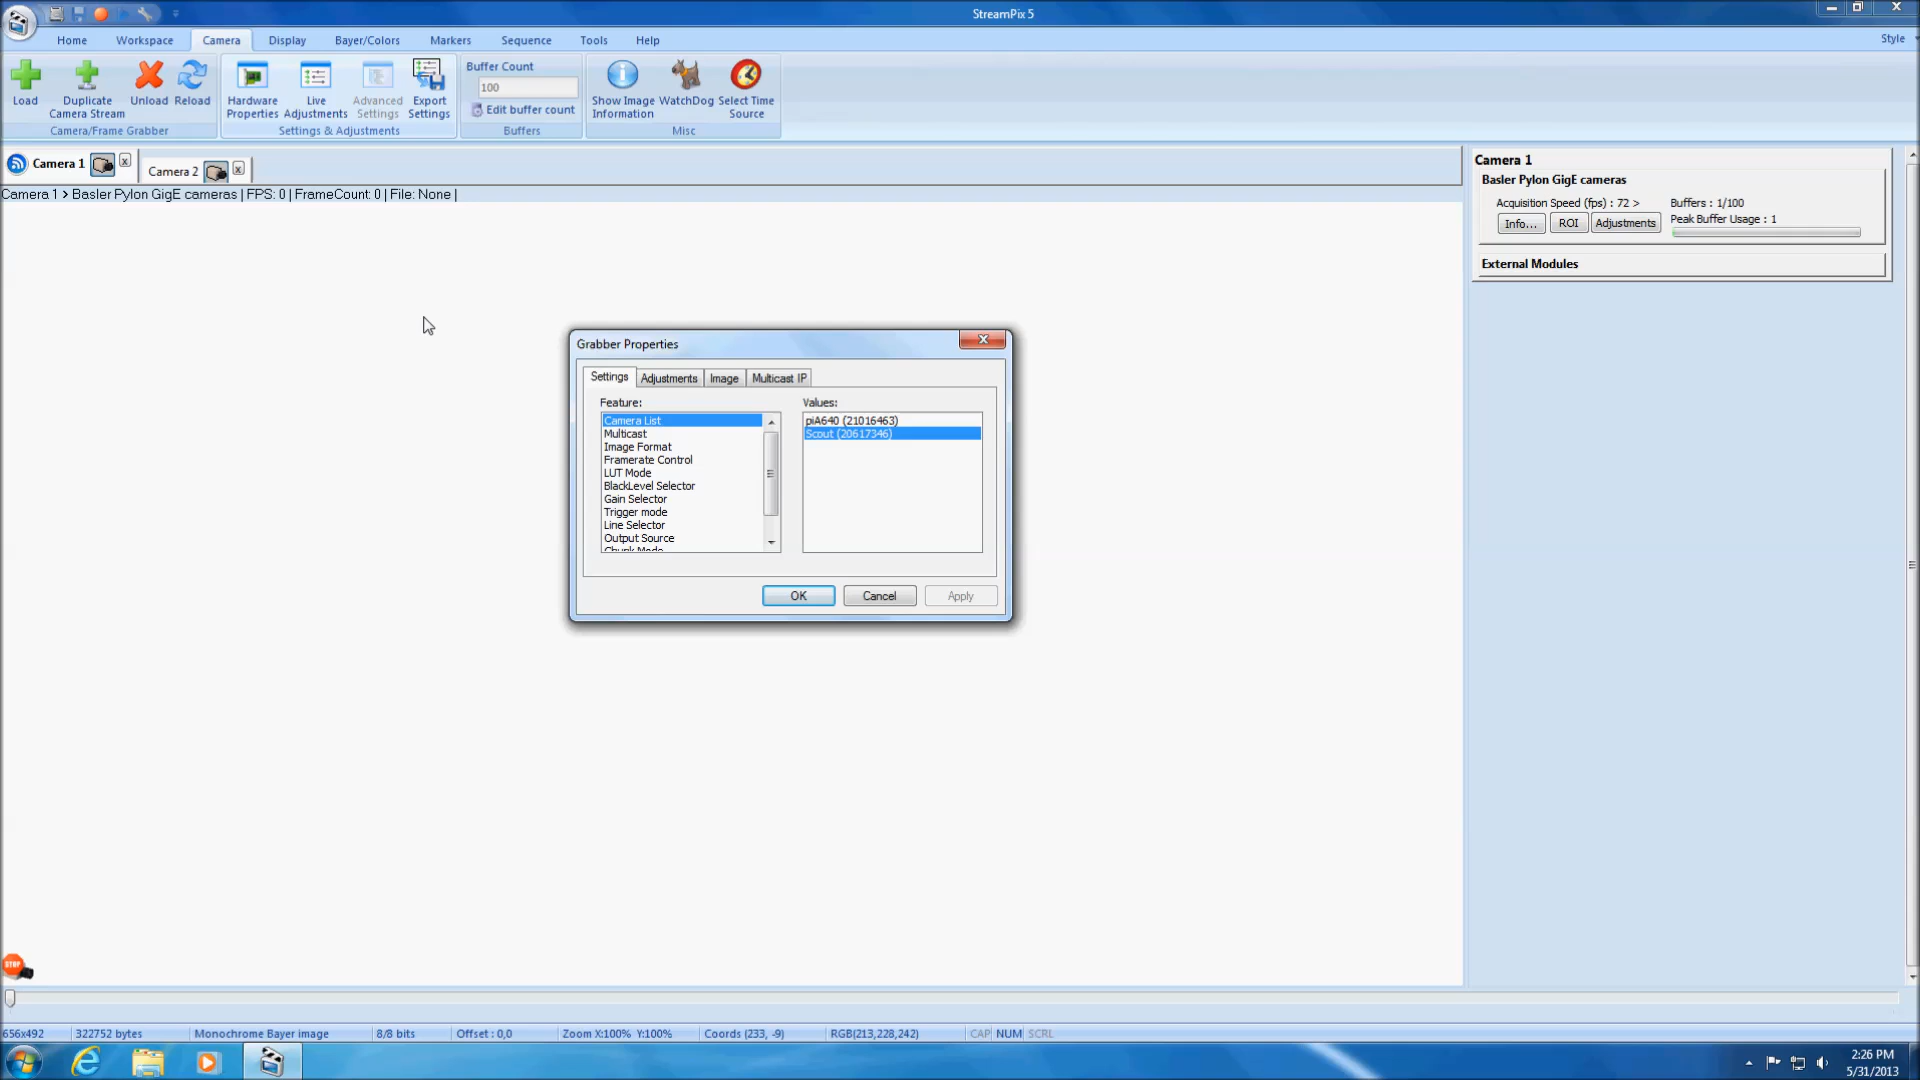 StreamPix 5
Home Workspace Camera Display Bayer/Colors Markers Sequence Tools Help Style
Load
Duplicate Camera Stream
Unload
Reload
Camera/Frame Grabber
Hardware Properties
Live Adjustments
Advanced Settings
Export Settings
Settings & Adjustments
Buffer Count
100
Edit buffer count
Buffers
Show Image Information
WatchDog
Select Time Source
Misc
Camera 1 x
Camera 2 x
Camera 1 > Basler Pylon GigE cameras | FPS: 0 | FrameCount: 0 | File: None |
Camera 1
Basler Pylon GigE cameras
Acquisition Speed (fps) : 72 > Buffers : 1/100
Info... ROI Adjustments Peak Buffer Usage : 1
External Modules
Grabber Properties
Settings Adjustments Image Multicast IP
Feature: Values:
Camera List piA640 (21016463)
Multicast Scout (20617346)
Image Format
Framerate Control
LUT Mode
BlackLevel Selector
Gain Selector
Trigger mode
Line Selector
Output Source
Chunk Mode
OK Cancel Apply
STOP
656x492 322752 bytes Monochrome Bayer image 8/8 bits Offset : 0,0 Zoom X:100% Y:100% Coords (233, -9) RGB(213,228,242) CAP NUM SCRL
2:26 PM
5/31/2013